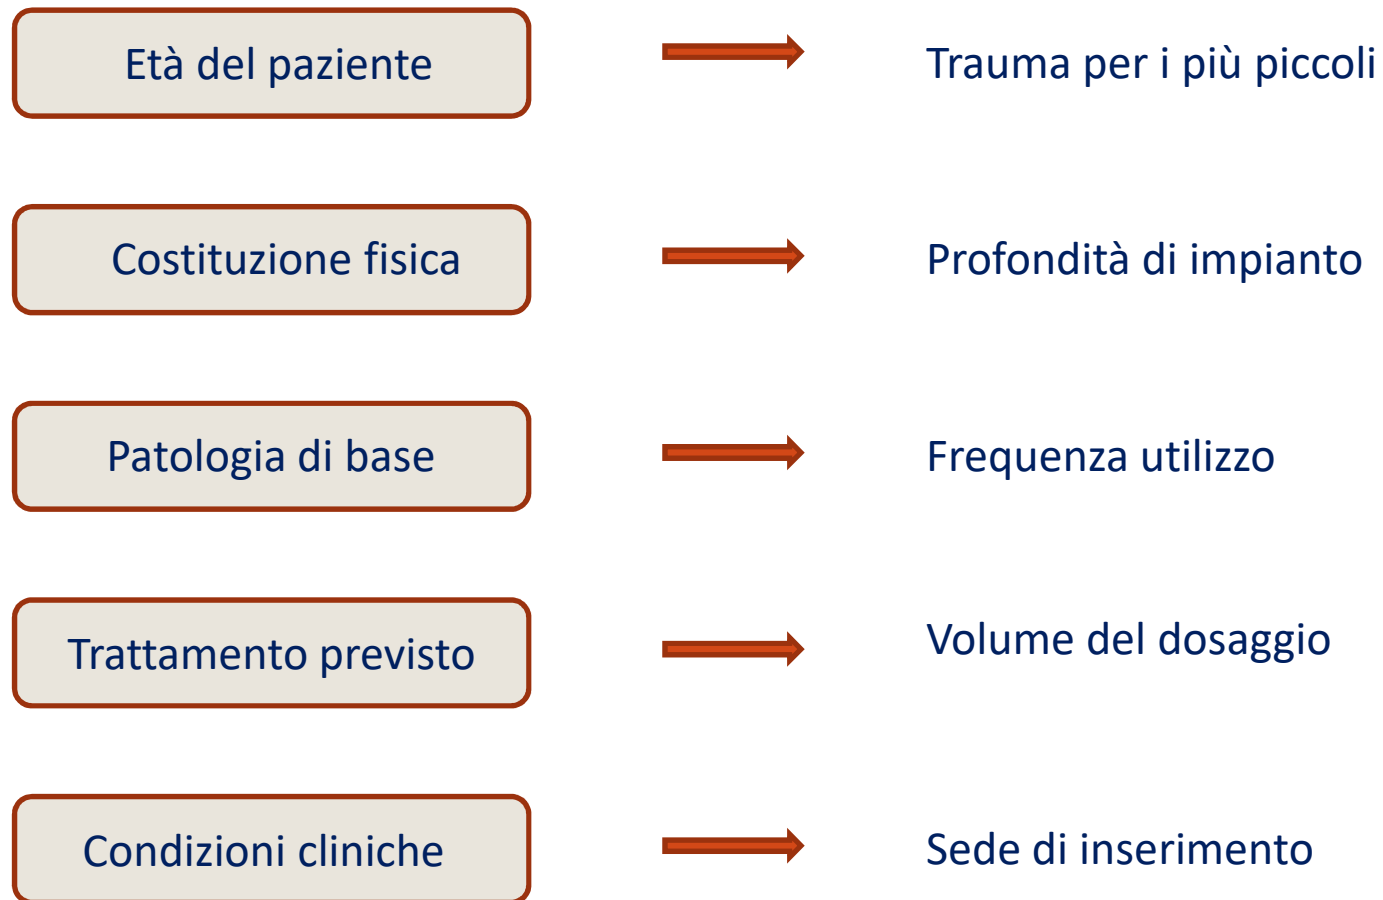 Età del paziente
Trauma per i più piccoli
Costituzione fisica
Profondità di impianto
Patologia di base
Frequenza utilizzo
Trattamento previsto
Volume del dosaggio
Condizioni cliniche
Sede di inserimento